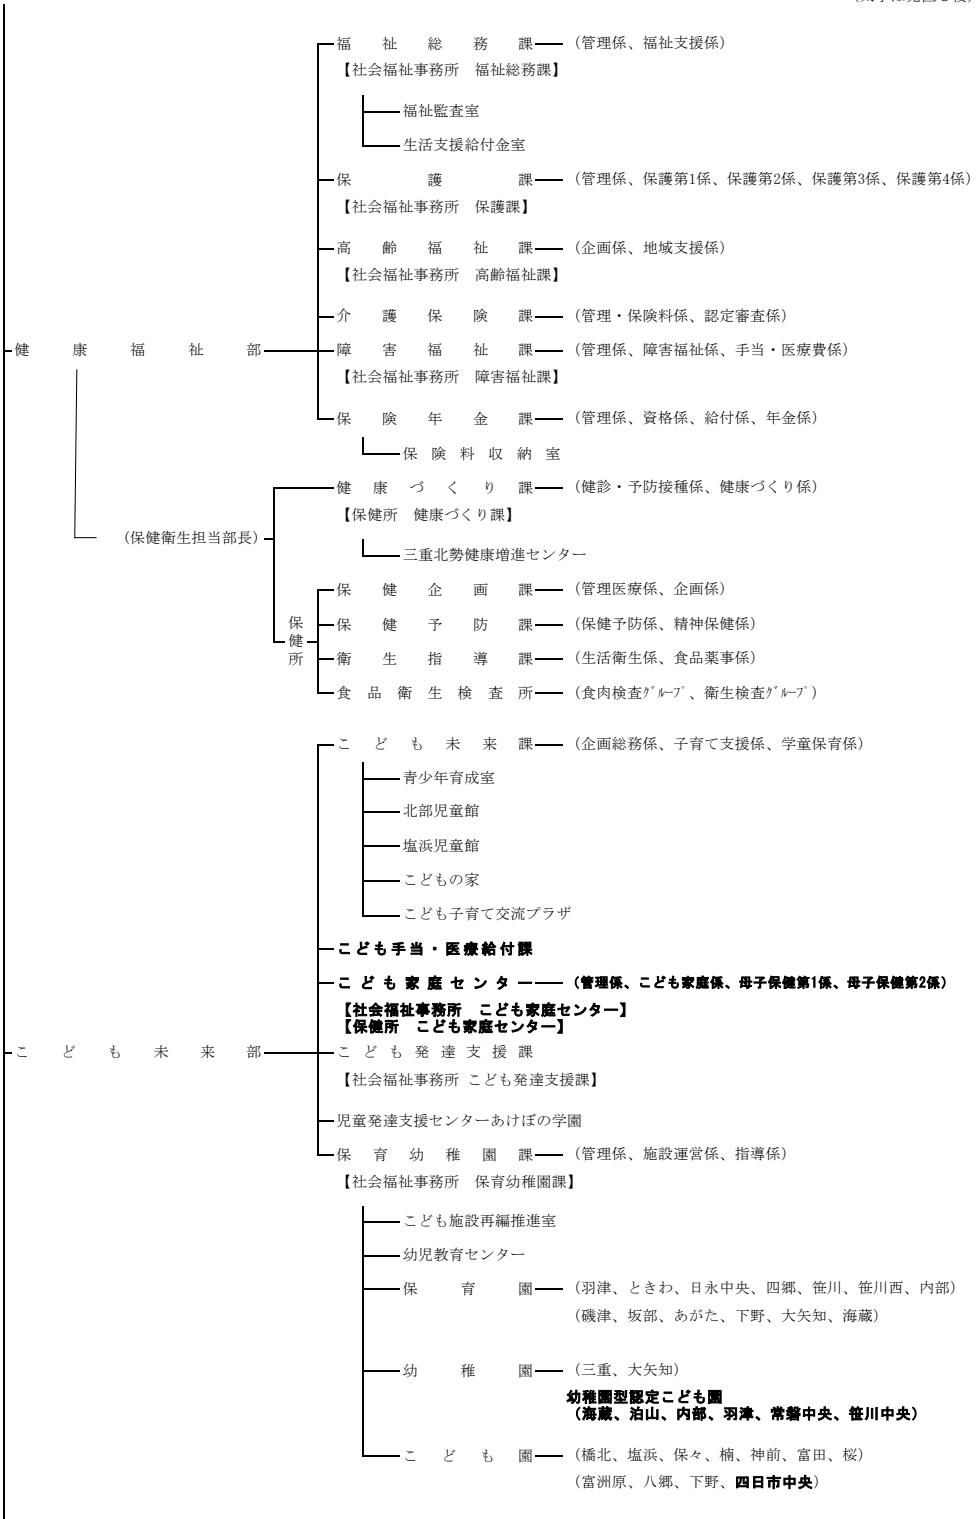 福祉総務課 (管理係、福祉支援係)
【社会福祉事務所 福祉総務課】
福祉監査室
生活支援給付金室
保護課 (管理係、保護第1係、保護第2係、保護第3係、保護第4係)
【社会福祉事務所 保護課】
高齢福祉課 (企画係、地域支援係)
【社会福祉事務所 高齢福祉課】
介護保険課 (管理・保険料係、認定審査係)
健康福祉部 障害福祉課 (管理係、障害福祉係、手当・医療費係)
【社会福祉事務所 障害福祉課】
保険年金課 (管理係、資格係、給付係、年金係)
保険料収納室
健康づくり課 (健診・予防接種係、健康づくり係)
【保健所 健康づくり課】
(保健衛生担当部長)
三重北勢健康増進センター
保健所
保健企画課 (管理医療係、企画係)
保健予防課 (保健予防係、精神保健係)
衛生指導課 (生活衛生係、食品薬事係)
食品衛生検査所 (食肉検査ｸﾞﾙｰﾌﾟ、衛生検査ｸﾞﾙｰﾌﾟ)
こども未来課 (企画総務係、子育て支援係、学童保育係)
青少年育成室
北部児童館
塩浜児童館
こどもの家
こども子育て交流プラザ
こども手当・医療給付課
こども家庭センター (管理係、こども家庭係、母子保健第1係、母子保健第2係)
【社会福祉事務所 こども家庭センター】
【保健所 こども家庭センター】
こども未来部 こども発達支援課
【社会福祉事務所 こども発達支援課】
児童発達支援センターあけぼの学園
保育幼稚園課 (管理係、施設運営係、指導係)
【社会福祉事務所 保育幼稚園課】
こども施設再編推進室
幼児教育センター
保育園 (羽津、ときわ、日永中央、四郷、笹川、笹川西、内部)
(磯津、坂部、あがた、下野、大矢知、海蔵)
幼稚園 (三重、大矢知)
幼稚園型認定こども園
(海蔵、泊山、内部、羽津、常磐中央、笹川中央)
こども園 (橋北、塩浜、保々、楠、神前、富田、桜)
(富洲原、八郷、下野、四日市中央)